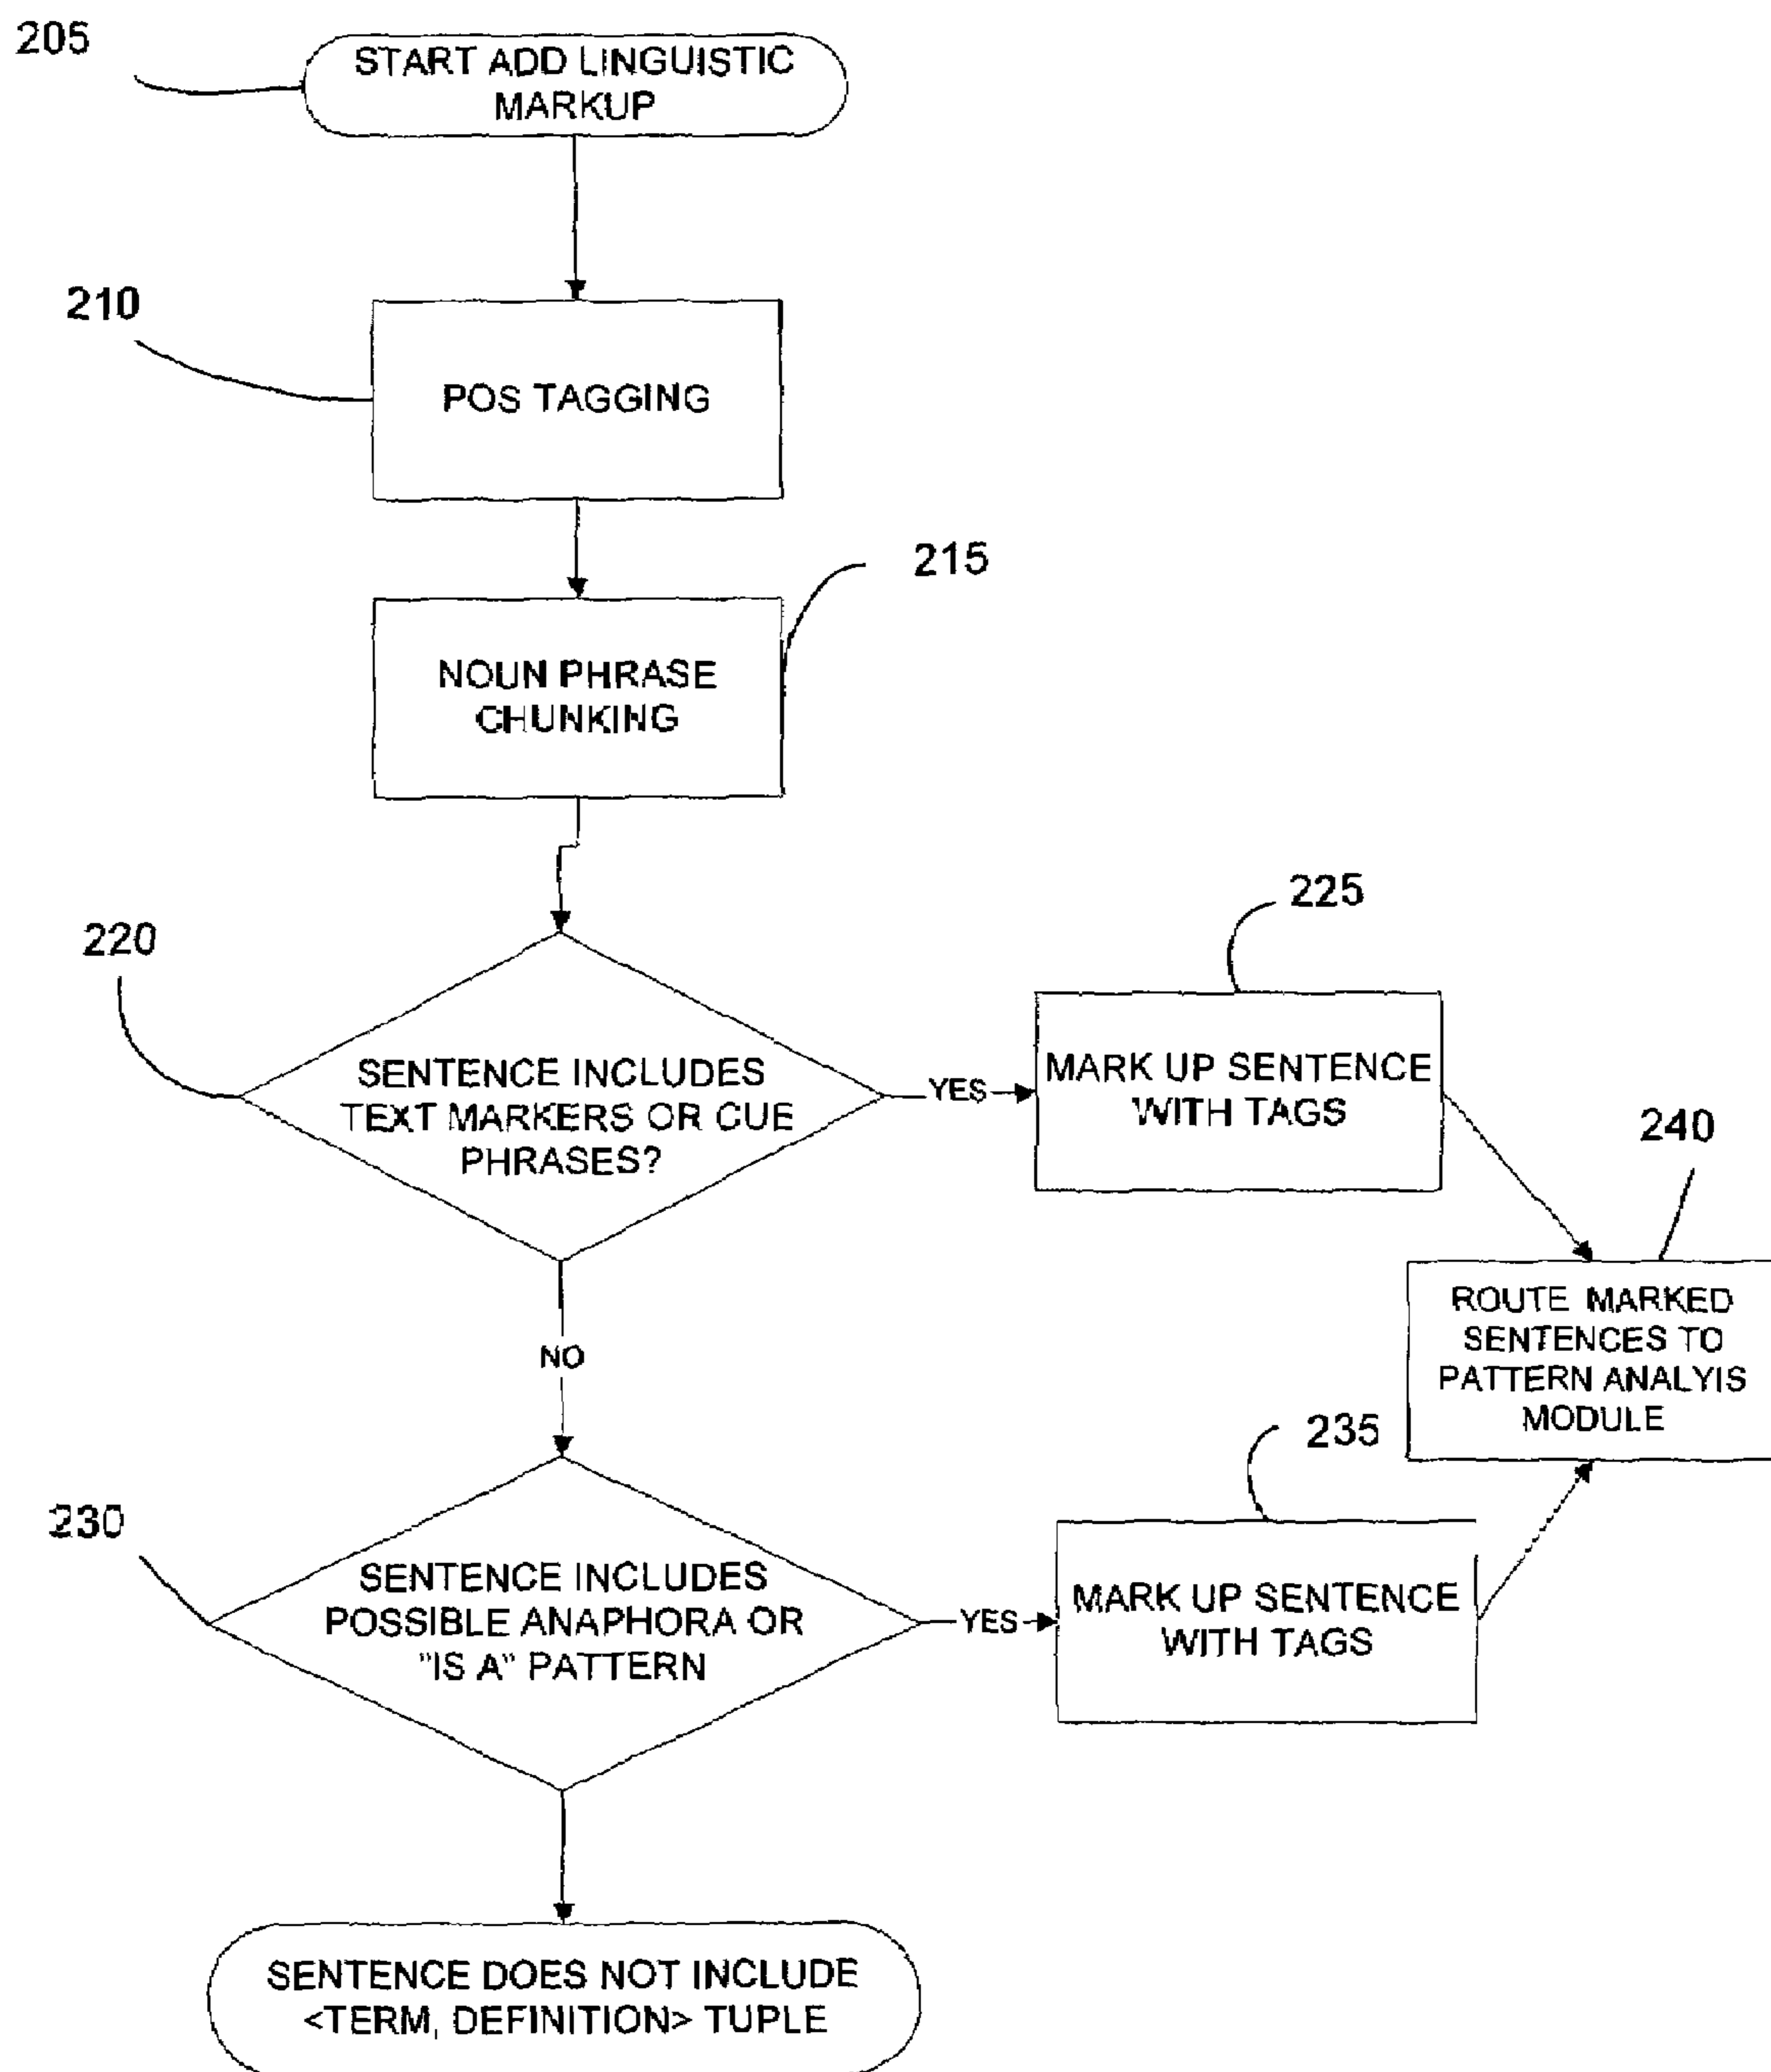 205
START ADD LINGUISTIC
MARKUP
210
POS TAGGING
215
NOUN PHRASE
CHUNKING
220
SENTENCE INCLUDES
TEXT MARKERS OR CUE
PHRASES?
YES
225
MARK UP SENTENCE
WITH TAGS
240
ROUTE MARKED
SENTENCES TO
PATTERN ANALYIS
MODULE
NO
230
SENTENCE INCLUDES
POSSIBLE ANAPHORA OR
"IS A" PATTERN
YES
235
MARK UP SENTENCE
WITH TAGS
SENTENCE DOES NOT INCLUDE
<TERM, DEFINITION> TUPLE